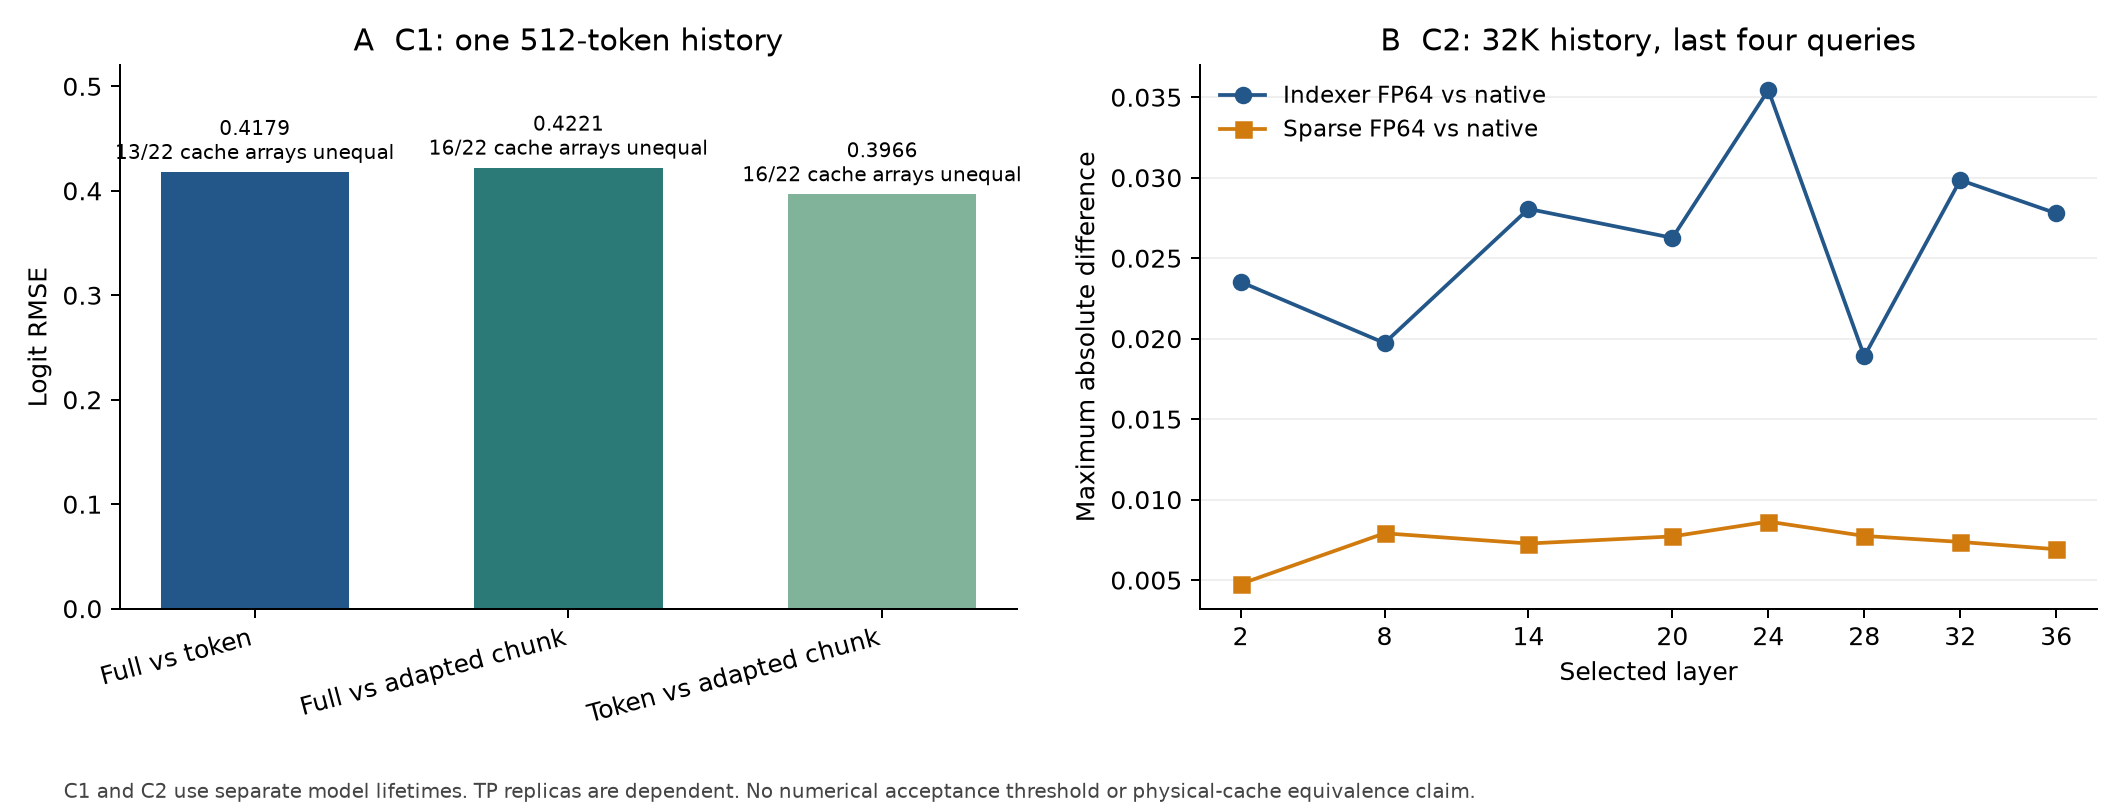 A  C1: one 512-token history
Logit RMSE
0.5
0.4
0.3
0.2
0.1
0.0
0.4179
13/22 cache arrays unequal
0.4221
16/22 cache arrays unequal
0.3966
16/22 cache arrays unequal
Full vs token
Full vs adapted chunk
Token vs adapted chunk
B  C2: 32K history, last four queries
Indexer FP64 vs native
Sparse FP64 vs native
Maximum absolute difference
0.035
0.030
0.025
0.020
0.015
0.010
0.005
2 8 14 20 24 28 32 36
Selected layer
C1 and C2 use separate model lifetimes. TP replicas are dependent. No numerical acceptance threshold or physical-cache equivalence claim.